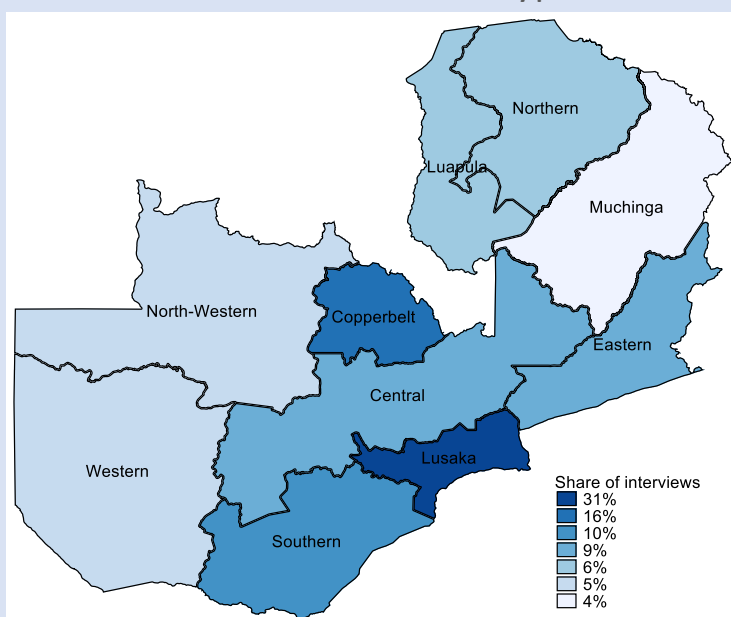 Northern
Luapula
Muchinga
North-Western
Copperbelt
Eastern
Central
Western
Lusaka
Southern
Share of interviews
31%
16%
10%
9%
6%
5%
4%